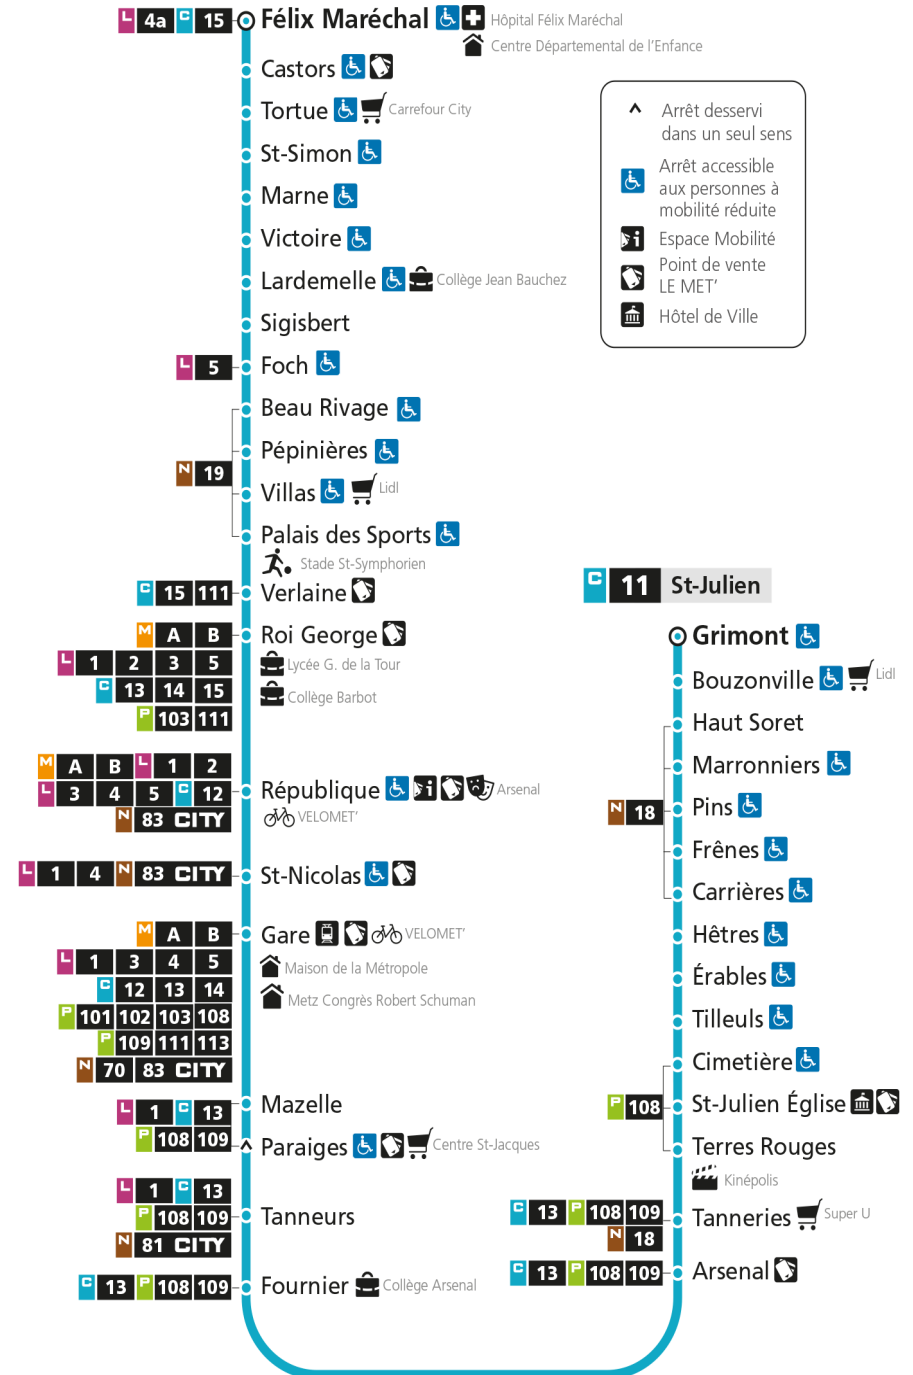 L 4a C 15 Félix Maréchal Hôpital Félix Maréchal
Centre Départemental de l'Enfance
Castors
Tortue Carrefour City
St-Simon
Marne
Victoire
Lardemelle Collège Jean Bauchez
Sigisbert
L 5 Foch
Beau Rivage
Pépinières
N 19
Villas Lidl
Palais des Sports
Stade St-Symphorien
C 15 111 Verlaine
M A B Roi George
L 1 2 3 5 Lycée G. de la Tour
C 13 14 15 Collège Barbot
P 103 111
M A B L 1 2
L 3 4 5 C 12 République Arsenal
N 83 CITY VELOMET'
L 1 4 N 83 CITY St-Nicolas
M A B Gare VELOMET'
L 1 3 4 5 Maison de la Métropole
C 12 13 14 Metz Congrès Robert Schuman
P 101 102 103 108
P 109 111 113
N 70 83 CITY
L 1 C 13 Mazelle
P 108 109 Paraiges Centre St-Jacques
L 1 C 13
P 108 109 Tanneurs
N 81 CITY
C 13 P 108 109 Fournier Collège Arsenal
Arrêt desservi
dans un seul sens
Arrêt accessible
aux personnes à
mobilité réduite
Espace Mobilité
Point de vente
LE MET'
Hôtel de Ville
C 11 St-Julien
Grimont
Bouzonville Lidl
Haut Soret
Marronniers
N 18 Pins
Frênes
Carrières
Hêtres
Érables
Tilleuls
Cimetière
P 108 St-Julien Église
Terres Rouges
Kinépolis
C 13 P 108 109 Tanneries Super U
N 18
C 13 P 108 109 Arsenal